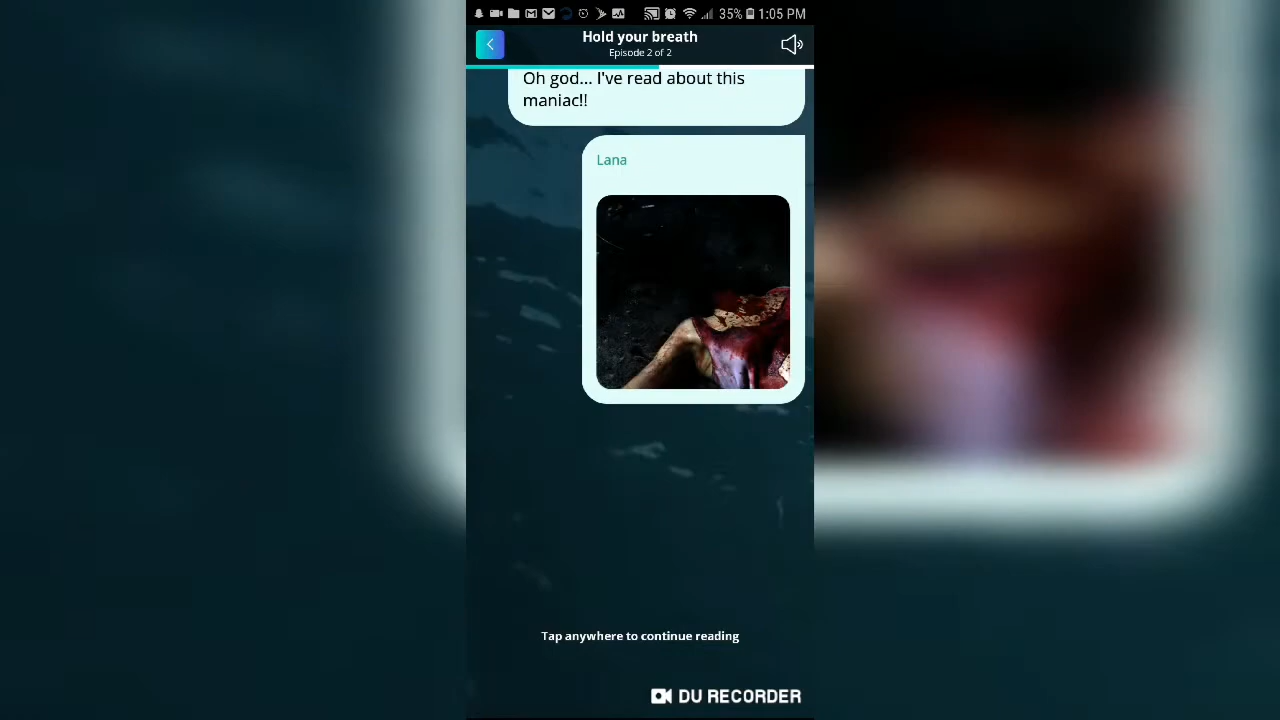 35% 1:05 PM
Hold your breath
Episode 2 of 2
Oh god... I've read about this
maniac!!
Lana
Tap anywhere to continue reading
DU RECORDER